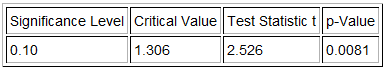 Significance Level Critical Value Test Statistic t p-Value
0.10 1.306 2.526 0.0081